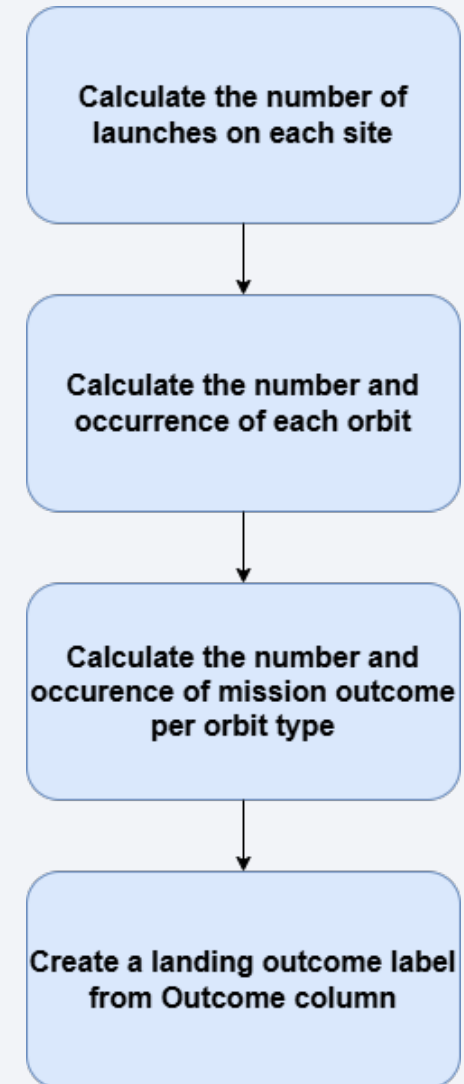 Calculate the number of
launches on each site
Calculate the number and
occurrence of each orbit
Calculate the number and
occurence of mission outcome
per orbit type
Create a landing outcome label
from Outcome column